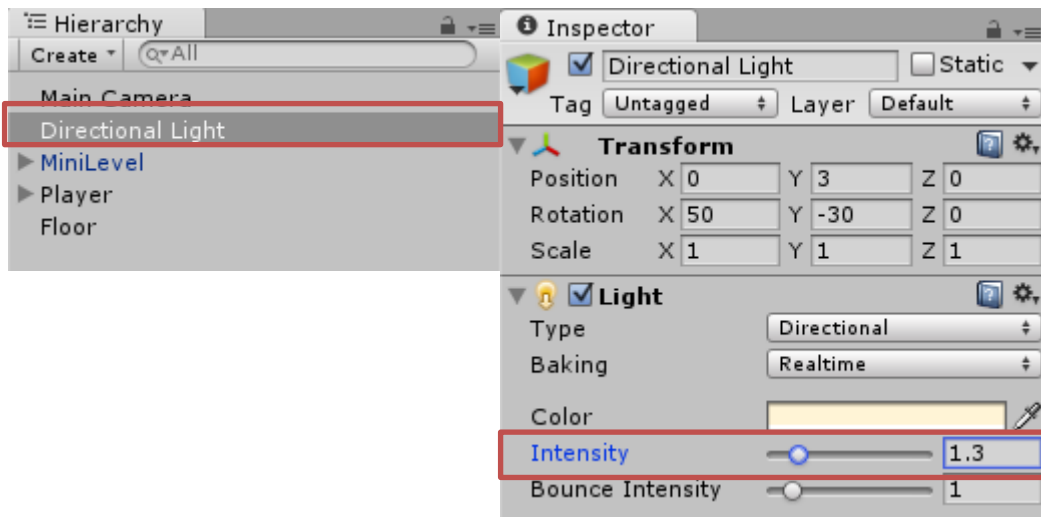 Hierarchy
Create All
Main Camera
Directional Light
MiniLevel
Player
Floor
Inspector
Directional Light Static
Tag Untagged Layer Default
Transform
Position X 0 Y 3 Z 0
Rotation X 50 Y -30 Z 0
Scale X 1 Y 1 Z 1
Light
Type Directional
Baking Realtime
Color
Intensity 1.3
Bounce Intensity 1